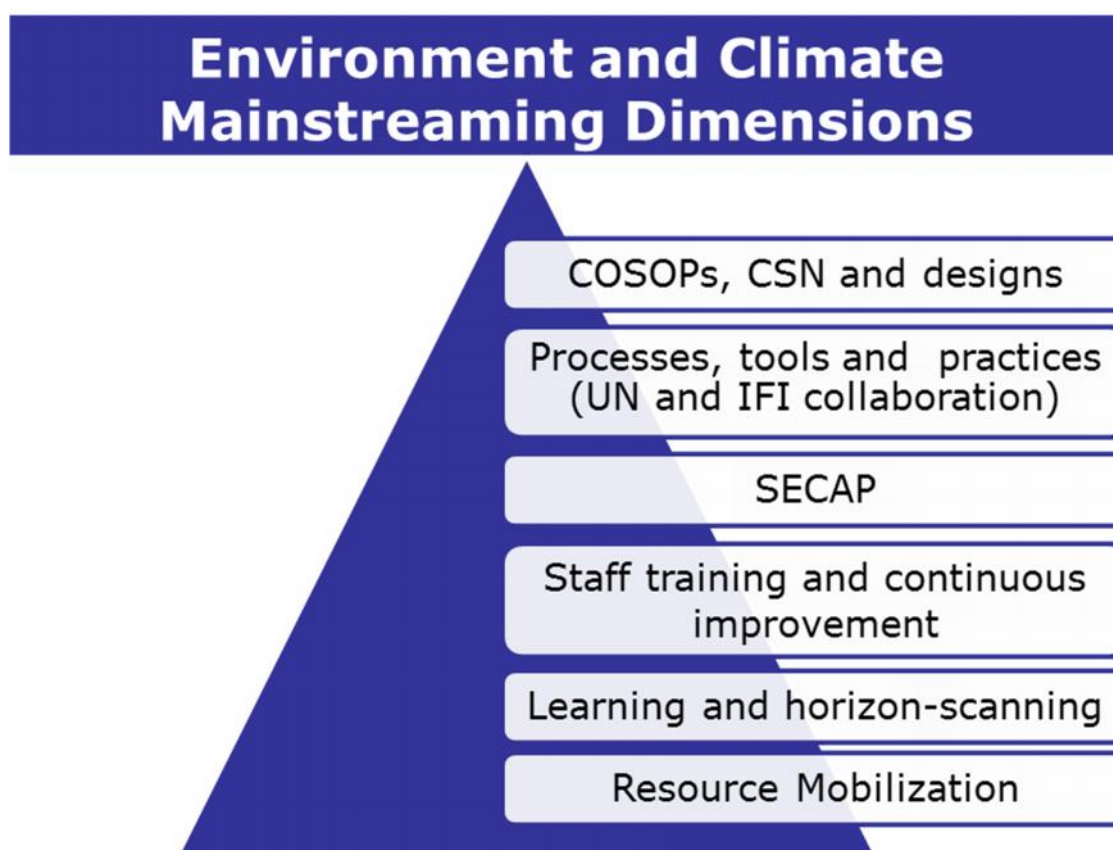 Environment and Climate
Mainstreaming Dimensions
COSOPs, CSN and designs
Processes, tools and practices
(UN and IFI collaboration)
SECAP
Staff training and continuous
improvement
Learning and horizon-scanning
Resource Mobilization